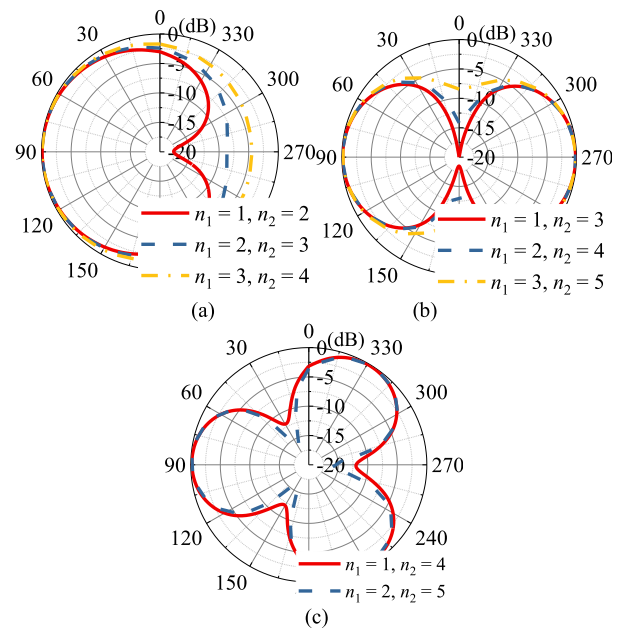 0 (dB)
330
300
270
30
60
90
120
150
0
-5
-10
-15
-20
n₁ = 1, n₂ = 2
n₁ = 2, n₂ = 3
n₁ = 3, n₂ = 4
(a)
0 (dB)
330
300
270
30
60
90
120
150
0
-5
-10
-15
-20
n₁ = 1, n₂ = 3
n₁ = 2, n₂ = 4
n₁ = 3, n₂ = 5
(b)
0 (dB)
330
300
270
240
30
60
90
120
150
0
-5
-10
-15
-20
n₁ = 1, n₂ = 4
n₁ = 2, n₂ = 5
(c)